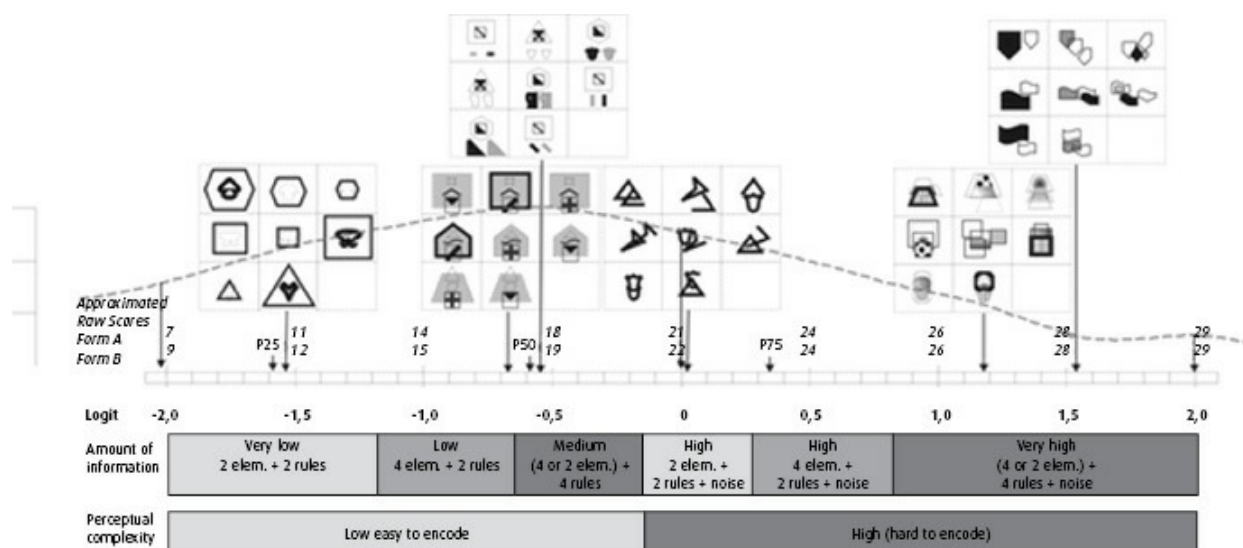 Approximated
Raw Scores
Form A 7 11 14 18 21 24 26 28 29
Form B 9 12 15 19 22 24 26 28 29
P25 P50 P75
Logit -2,0 -1,5 -1,0 -0,5 0 0,5 1,0 1,5 2,0
Amount of information
Very low
2 elem. + 2 rules
Low
4 elem. + 2 rules
Medium
(4 or 2 elem.) +
4 rules
High
2 elem. +
2 rules + noise
High
4 elem. +
2 rules + noise
Very high
(4 or 2 elem.) +
4 rules + noise
Perceptual
complexity
Low easy to encode
High (hard to encode)